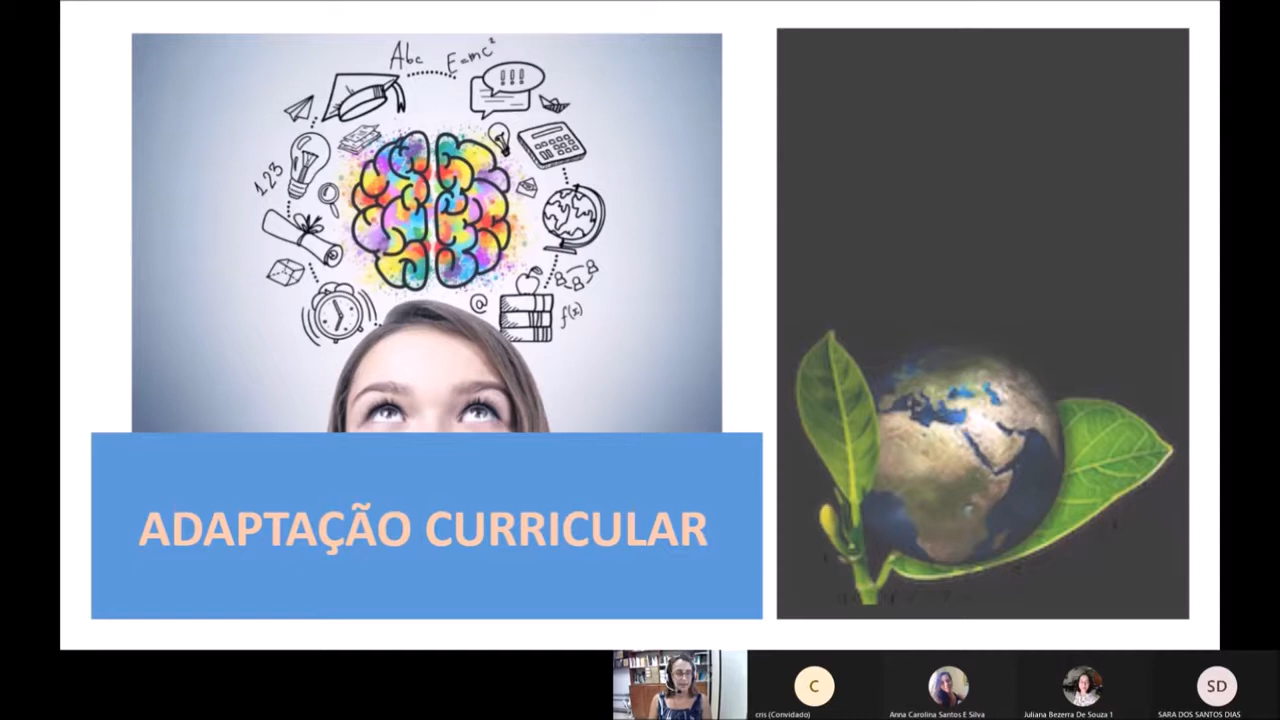 Abc
E=mc²
!!!
123
@
f(x)
ADAPTAÇÃO CURRICULAR
C
SD
cris (Convidado)
Anna Carolina Santos E Silva
Juliana Bezerra De Souza 1
SARA DOS SANTOS DIAS